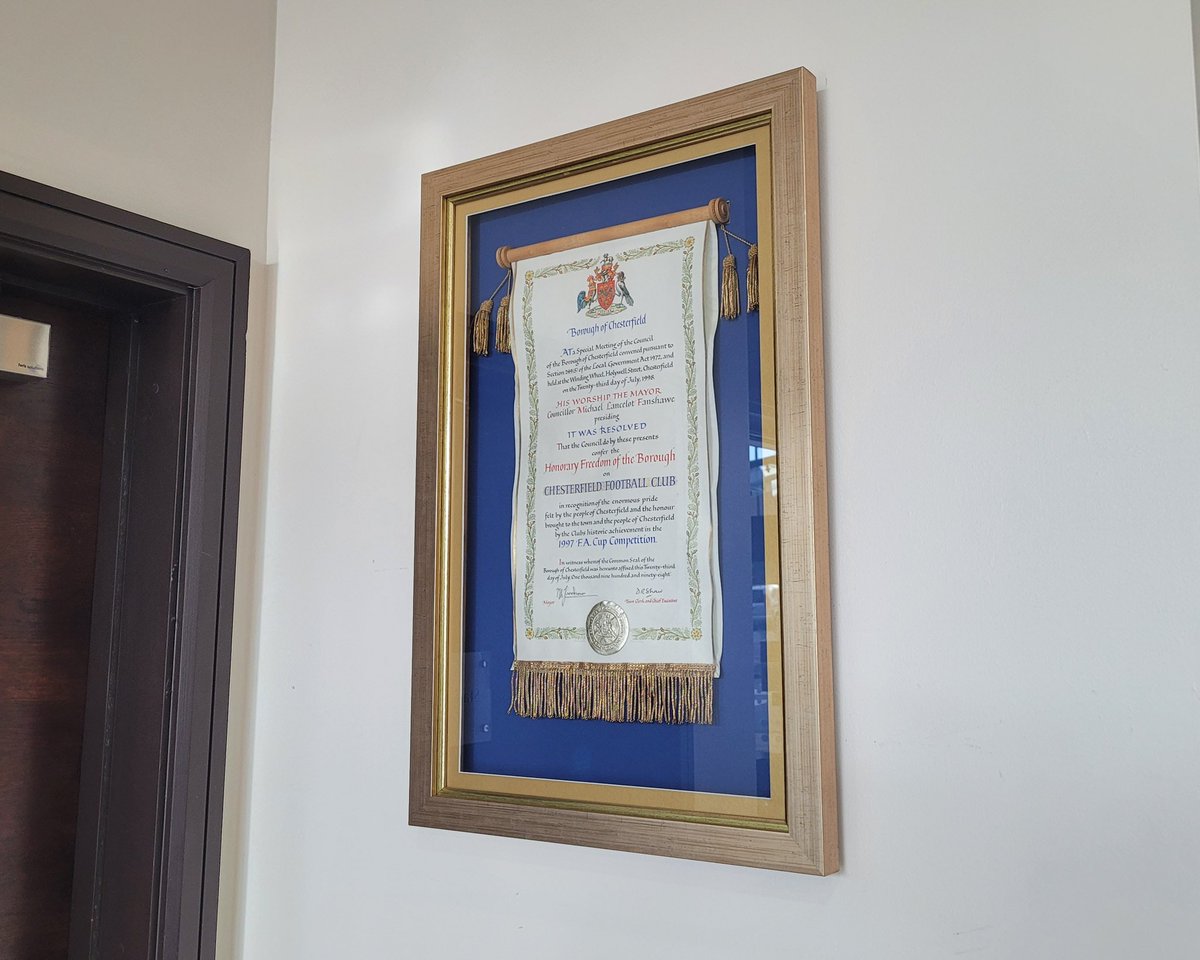 Borough of Chesterfield
AT a Special Meeting of the Council
of the Borough of Chesterfield convened pursuant to
Section 249(5) of the Local Government Act 1972, and
held at the Winding Wheel, Holywell Street, Chesterfield
on the Twenty-third day of July, 1998
HIS WORSHIP THE MAYOR
Councillor Michael Lancelot Fanshawe
presiding
IT WAS RESOLVED
That the Council do by these presents
confer the
Honorary Freedom of the Borough
on
CHESTERFIELD FOOTBALL CLUB
in recognition of the enormous pride
felt by the people of Chesterfield and the honour
brought to the town and the people of Chesterfield
by the Clubs historic achievement in the
1997 F.A. Cup Competition.
In witness whereof the Common Seal of the
Borough of Chesterfield was hereunto affixed this Twenty-third
day of July One thousand nine hundred and ninety-eight
D.R. Shaw
Mayor
Town Clerk and Chief Executive